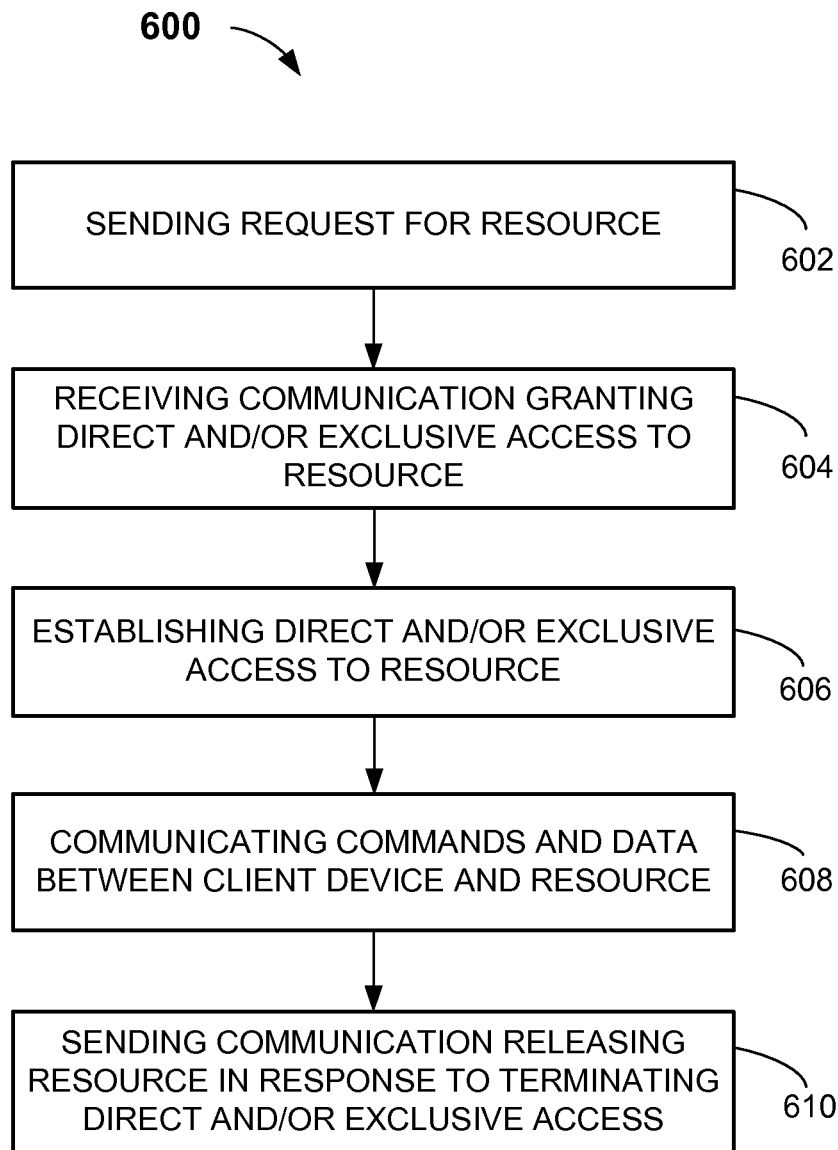 600
SENDING REQUEST FOR RESOURCE
602
RECEIVING COMMUNICATION GRANTING
DIRECT AND/OR EXCLUSIVE ACCESS TO
RESOURCE
604
ESTABLISHING DIRECT AND/OR EXCLUSIVE
ACCESS TO RESOURCE
606
COMMUNICATING COMMANDS AND DATA
BETWEEN CLIENT DEVICE AND RESOURCE
608
SENDING COMMUNICATION RELEASING
RESOURCE IN RESPONSE TO TERMINATING
DIRECT AND/OR EXCLUSIVE ACCESS
610